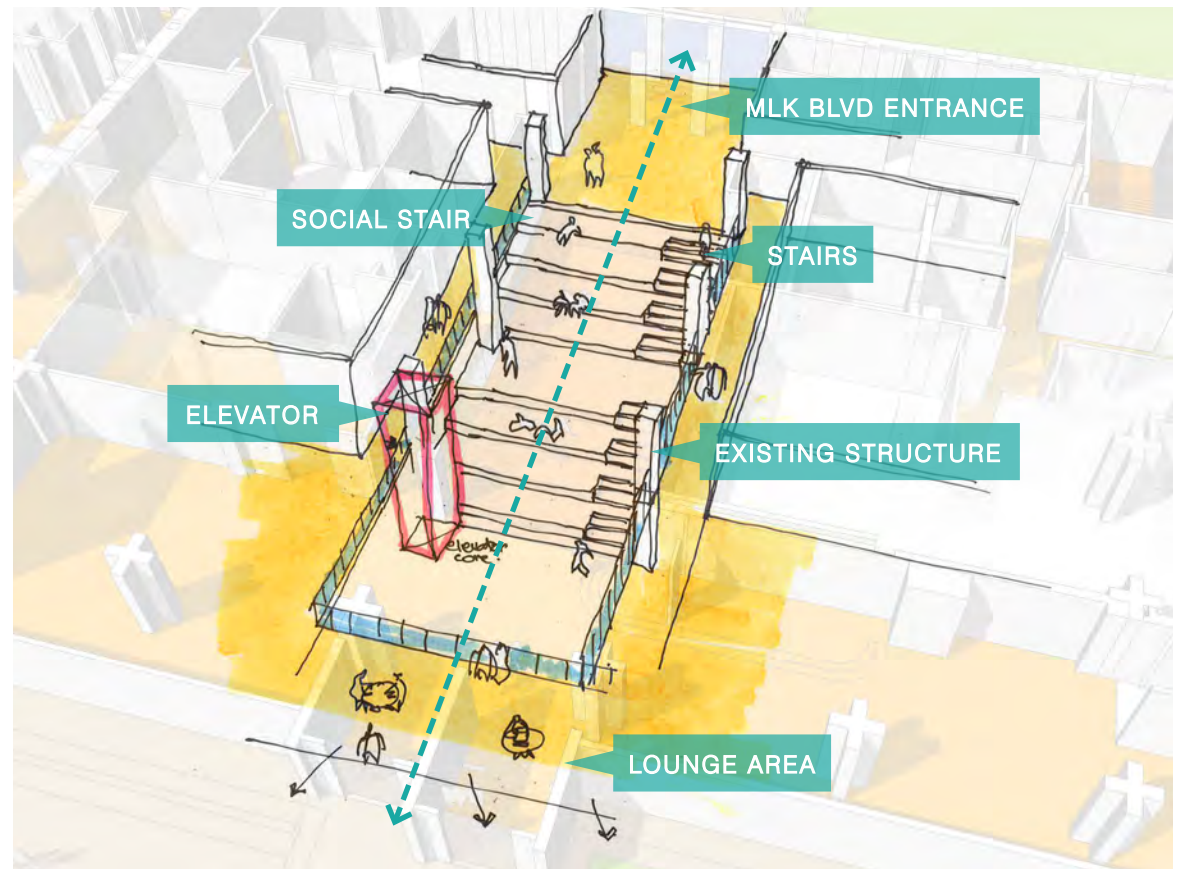 MLK BLVD ENTRANCE
SOCIAL STAIR
STAIRS
ELEVATOR
EXISTING STRUCTURE
elevator
core.
LOUNGE AREA